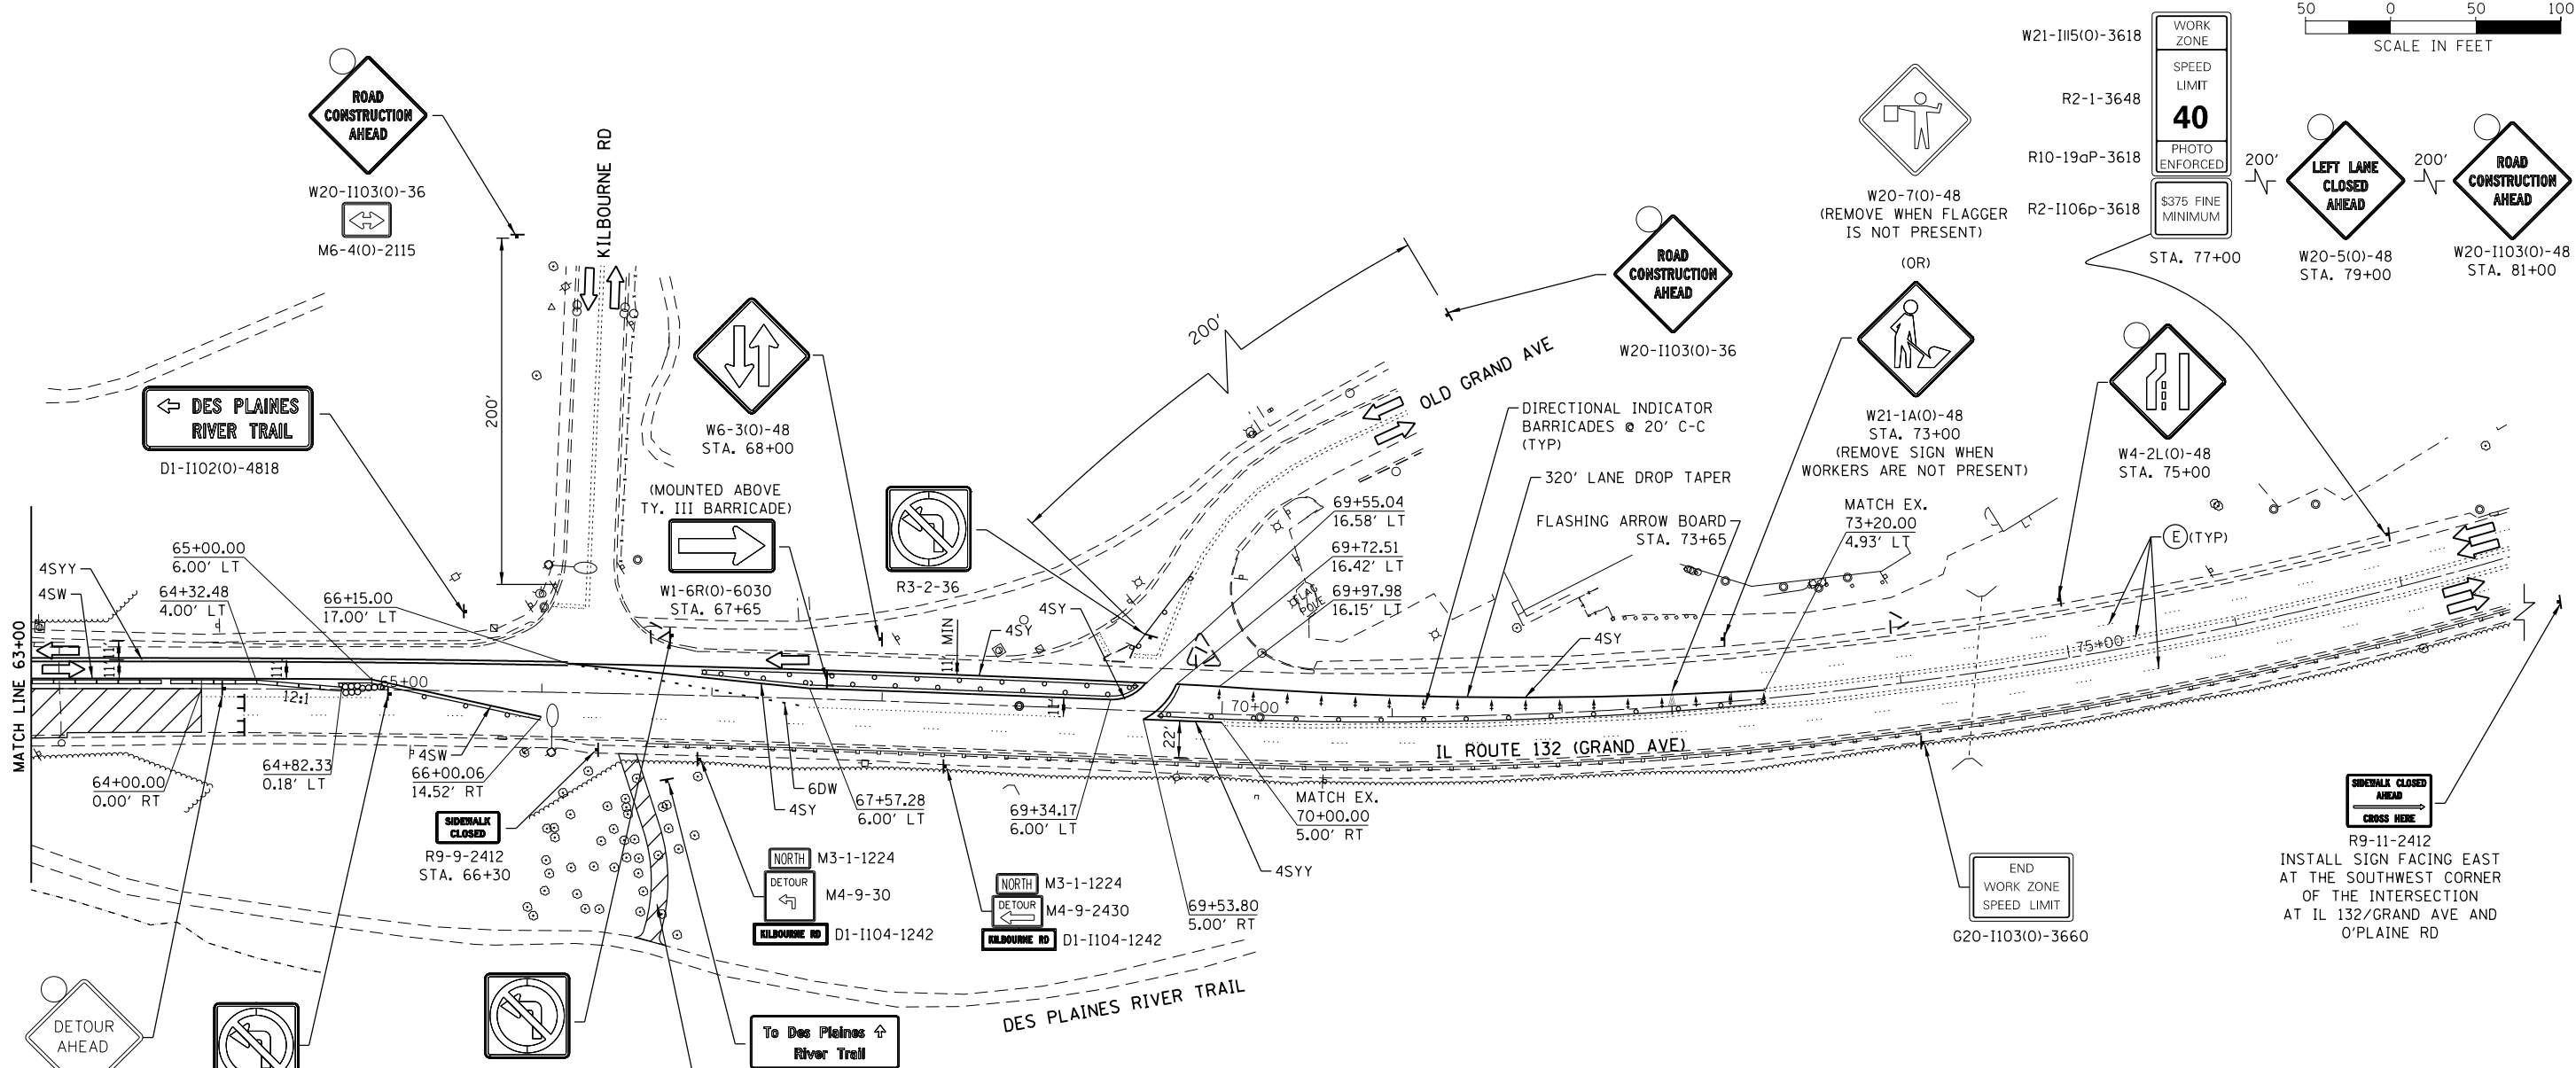 50 0 50 100
SCALE IN FEET
W21-I115(O)-3618
WORK
ZONE
R2-1-3648
SPEED
LIMIT
40
R10-19aP-3618
PHOTO
ENFORCED
R2-I106p-3618
$375 FINE
MINIMUM
STA. 77+00
200'
LEFT LANE
CLOSED
AHEAD
W20-5(O)-48
STA. 79+00
200'
ROAD
CONSTRUCTION
AHEAD
W20-I103(O)-48
STA. 81+00
ROAD
CONSTRUCTION
AHEAD
W20-I103(O)-36
M6-4(O)-2115
KILBOURNE RD
200'
W20-7(O)-48
(REMOVE WHEN FLAGGER
IS NOT PRESENT)
(OR)
W21-1A(O)-48
STA. 73+00
(REMOVE SIGN WHEN
WORKERS ARE NOT PRESENT)
ROAD
CONSTRUCTION
AHEAD
W20-I103(O)-36
200'
OLD GRAND AVE
W4-2L(O)-48
STA. 75+00
DES PLAINES
RIVER TRAIL
D1-I102(O)-4818
W6-3(O)-48
STA. 68+00
(MOUNTED ABOVE
TY. III BARRICADE)
W1-6R(O)-6030
STA. 67+65
R3-2-36
DIRECTIONAL INDICATOR
BARRICADES @ 20' C-C
(TYP)
320' LANE DROP TAPER
FLASHING ARROW BOARD
STA. 73+65
MATCH EX.
73+20.00
4.93' LT
E (TYP)
69+55.04
16.58' LT
69+72.51
16.42' LT
69+97.98
16.15' LT
FLAG
POLE
65+00.00
6.00' LT
64+32.48
4.00' LT
66+15.00
17.00' LT
4SYY
4SW
MATCH LINE 63+00
11'
11'
11'
12:1
65+00
4SY
11' MIN
4SY
4SY
11'
70+00
75+00
22'
IL ROUTE 132 (GRAND AVE)
64+00.00
0.00' RT
64+82.33
0.18' LT
4SW
66+00.06
14.52' RT
6DW
4SY
67+57.28
6.00' LT
69+34.17
6.00' LT
MATCH EX.
70+00.00
5.00' RT
4SYY
69+53.80
5.00' RT
SIDEWALK
CLOSED
R9-9-2412
STA. 66+30
NORTH M3-1-1224
DETOUR
M4-9-30
KILBOURNE RD D1-I104-1242
NORTH M3-1-1224
DETOUR
M4-9-2430
KILBOURNE RD D1-I104-1242
END
WORK ZONE
SPEED LIMIT
G20-I103(O)-3660
SIDEWALK CLOSED
AHEAD
CROSS HERE
R9-11-2412
INSTALL SIGN FACING EAST
AT THE SOUTHWEST CORNER
OF THE INTERSECTION
AT IL 132/GRAND AVE AND
O'PLAINE RD
DES PLAINES RIVER TRAIL
DETOUR
AHEAD
To Des Plaines
River Trail